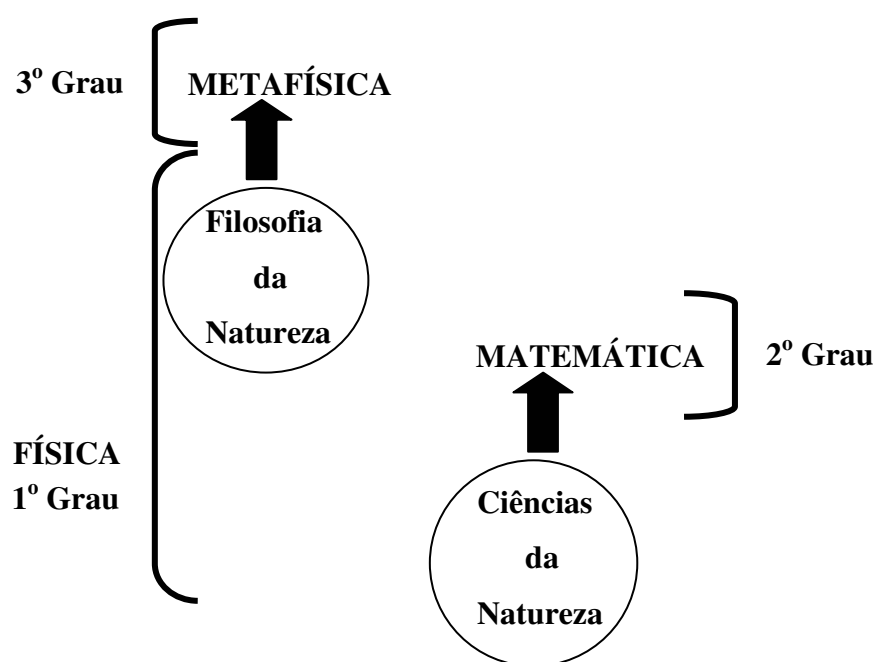 3º Grau
METAFÍSICA
Filosofia
da
Natureza
MATEMÁTICA
2º Grau
FÍSICA
1º Grau
Ciências
da
Natureza